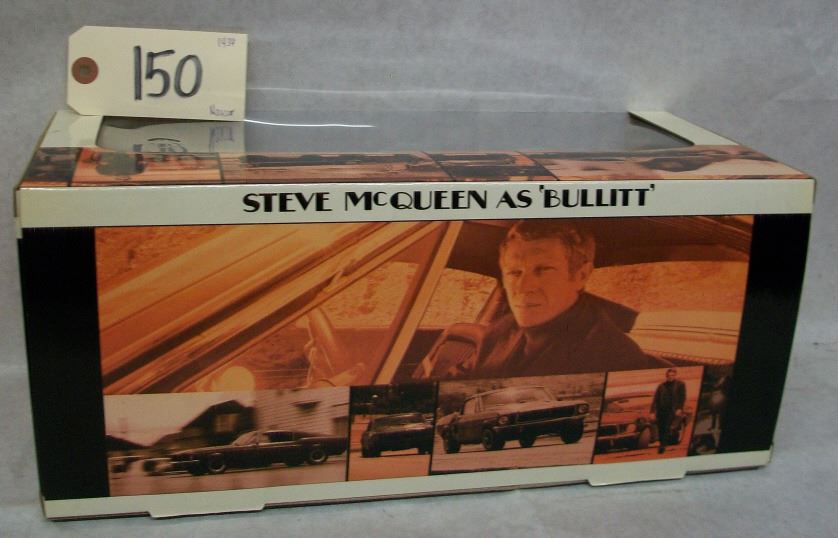 150
STEVE McQUEEN AS 'BULLITT'